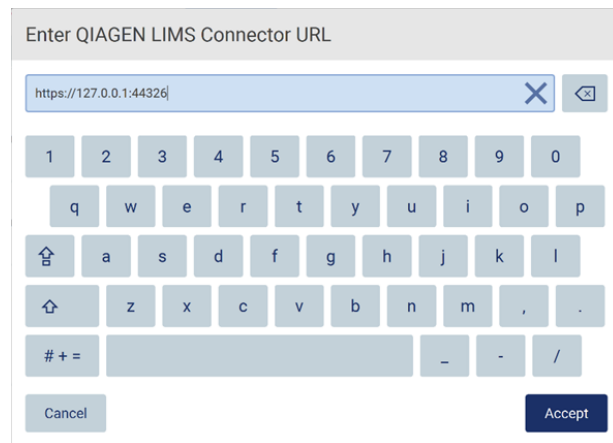 Enter QIAGEN LIMS Connector URL
https://127.0.0.1:44326
1 2 3 4 5 6 7 8 9 0
q w e r t y u i o p
a s d f g h j k l
z x c v b n m , .
# + = _ - /
Cancel Accept